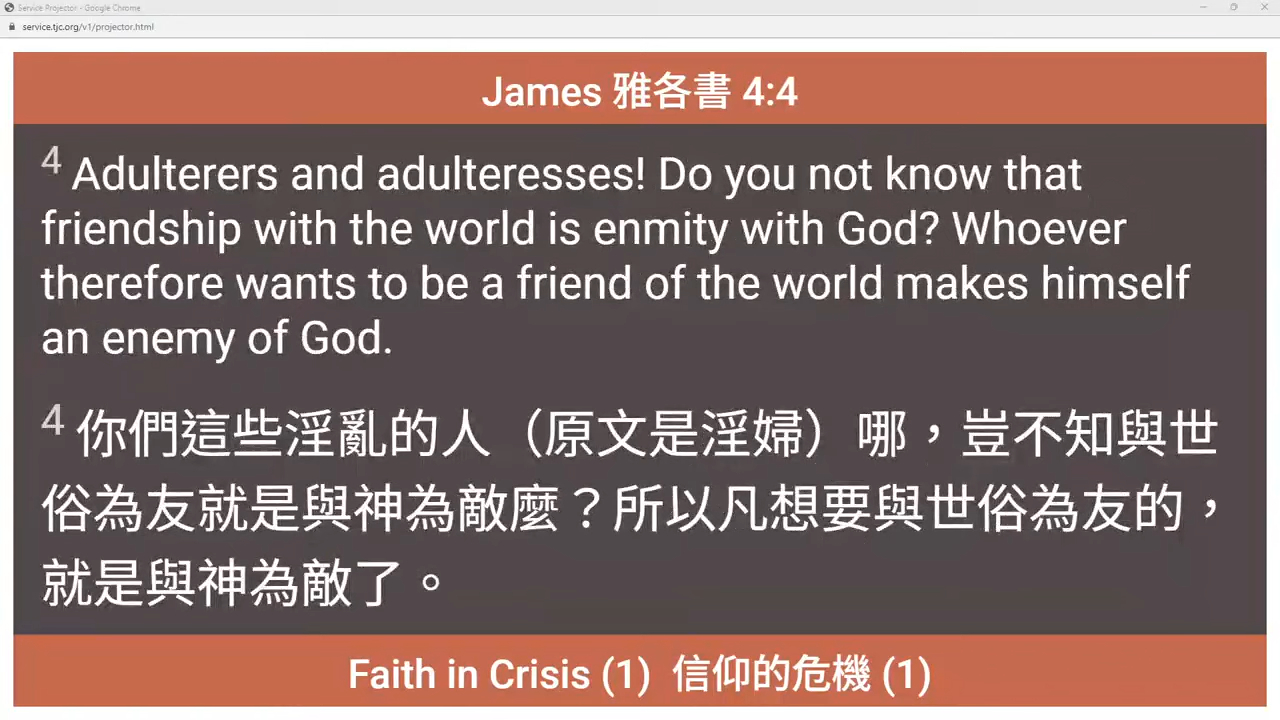 Service Projector - Google Chrome
service.tjc.org/v1/projector.html
James 雅各書 4:4
4 Adulterers and adulteresses! Do you not know that
friendship with the world is enmity with God? Whoever
therefore wants to be a friend of the world makes himself
an enemy of God.
4 你們這些淫亂的人（原文是淫婦）哪，豈不知與世
俗為友就是與神為敵麼？所以凡想要與世俗為友的，
就是與神為敵了。
Faith in Crisis (1) 信仰的危機 (1)